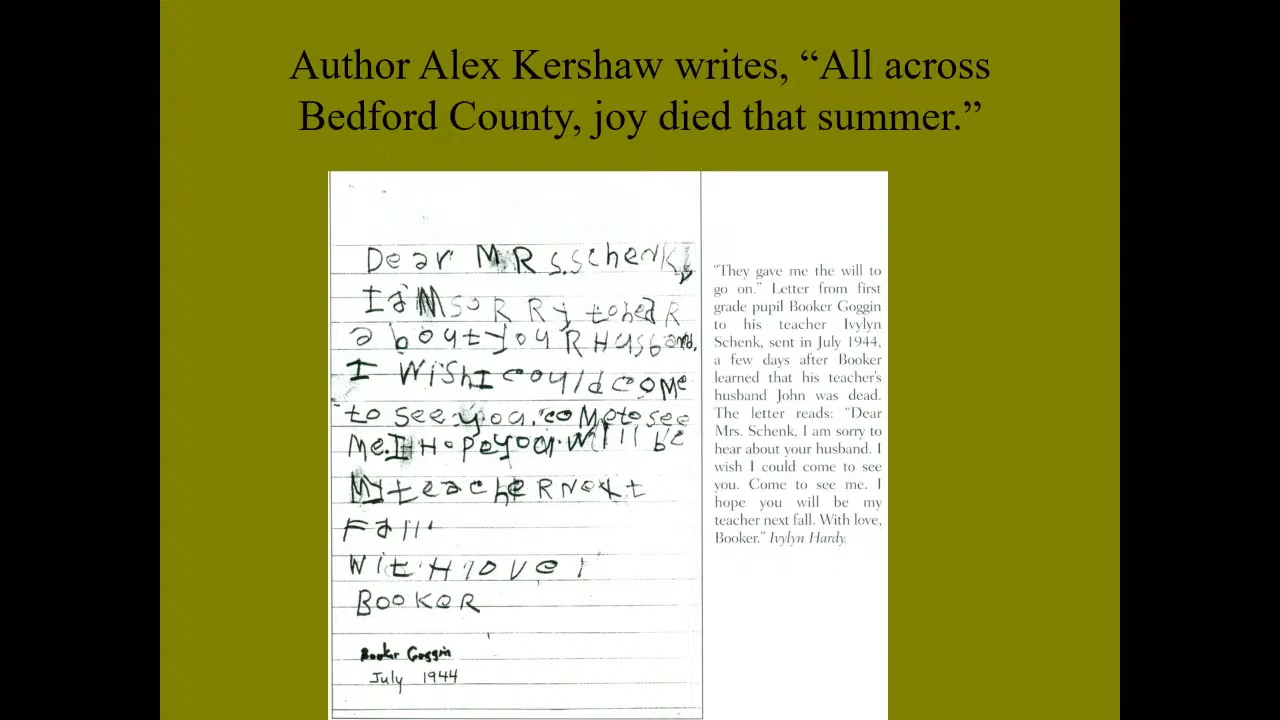 Author Alex Kershaw writes, “All across
Bedford County, joy died that summer.”
Dear MRs.schenk,
I aM soRRy to heaR
about youR Husband.
I WishI could come
to see you. come to see
Me. I Hope you will be
My teacheR Next
Fall.
With love,
BookeR
Booker Goggin
July 1944
“They gave me the will to
go on.” Letter from first
grade pupil Booker Goggin
to his teacher Ivylyn
Schenk, sent in July 1944,
a few days after Booker
learned that his teacher's
husband John was dead.
The letter reads: “Dear
Mrs. Schenk, I am sorry to
hear about your husband. I
wish I could come to see
you. Come to see me. I
hope you will be my
teacher next fall. With love,
Booker.” Ivylyn Hardy.